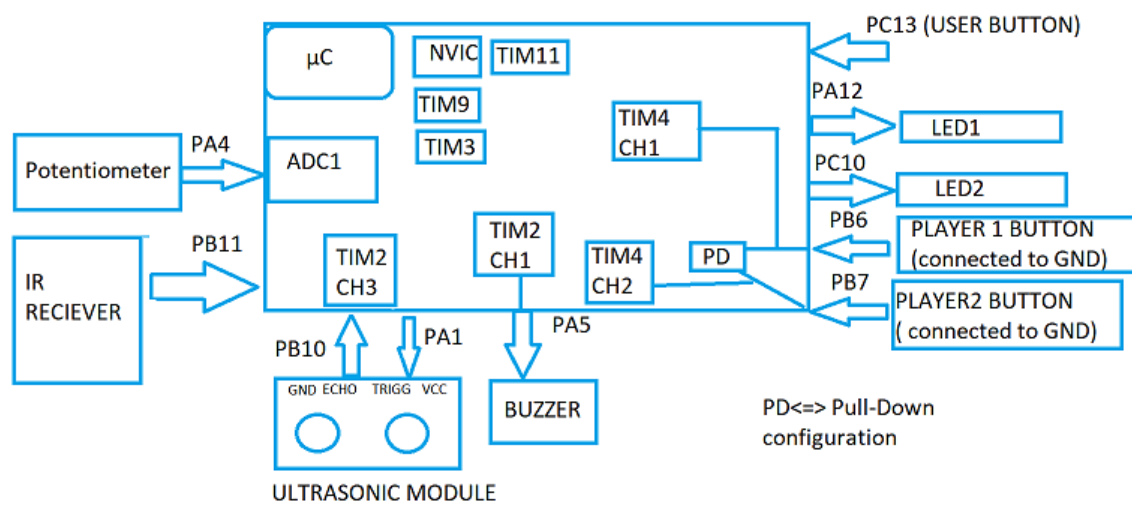 PC13 (USER BUTTON)
µC
NVIC
TIM11
TIM9
TIM3
TIM4
CH1
PA12
LED1
PC10
LED2
Potentiometer
PA4
ADC1
IR
RECIEVER
PB11
TIM2
CH3
TIM2
CH1
TIM4
CH2
PD
PB6
PLAYER 1 BUTTON
(connected to GND)
PB7
PLAYER2 BUTTON
( connected to GND)
PB10
PA1
PA5
GND ECHO TRIGG VCC
BUZZER
PD<=> Pull-Down
configuration
ULTRASONIC MODULE